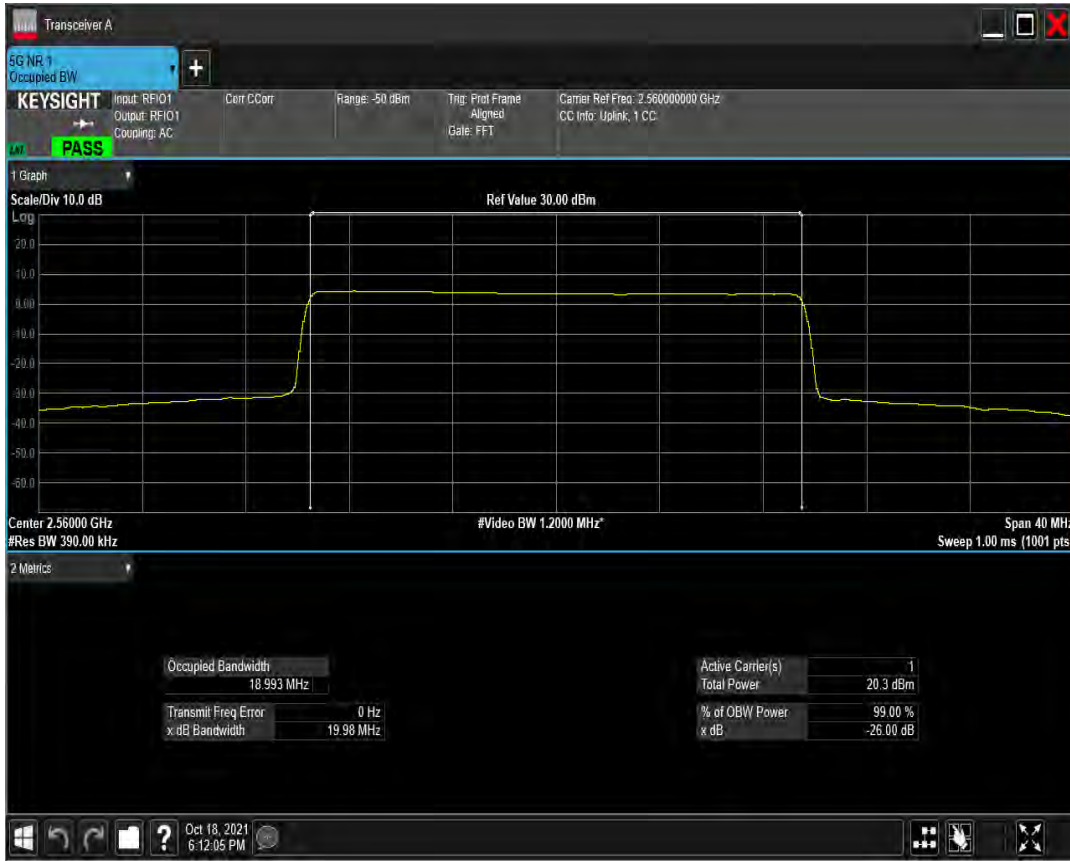 Transceiver A
5G NR 1
Occupied BW
+
KEYSIGHT
Input: RFIO1
Output: RFIO1
Coupling: AC
Corr CCorr
Range: -50 dBm
Trig: Prot Frame
Aligned
Gate: FFT
Carrier Ref Freq: 2.560000000 GHz
CC Info: Uplink, 1 CC
PASS
1 Graph
Scale/Div 10.0 dB
Ref Value 30.00 dBm
Log
20.0
10.0
0.00
-10.0
-20.0
-30.0
-40.0
-50.0
-60.0
Center 2.56000 GHz
#Video BW 1.2000 MHz*
Span 40 MHz
#Res BW 390.00 kHz
Sweep 1.00 ms (1001 pts
2 Metrics
Occupied Bandwidth
18.993 MHz
Transmit Freq Error 0 Hz
x dB Bandwidth 19.98 MHz
Active Carrier(s) 1
Total Power 20.3 dBm
% of OBW Power 99.00 %
x dB -26.00 dB
?
Oct 18, 2021
6:12:05 PM